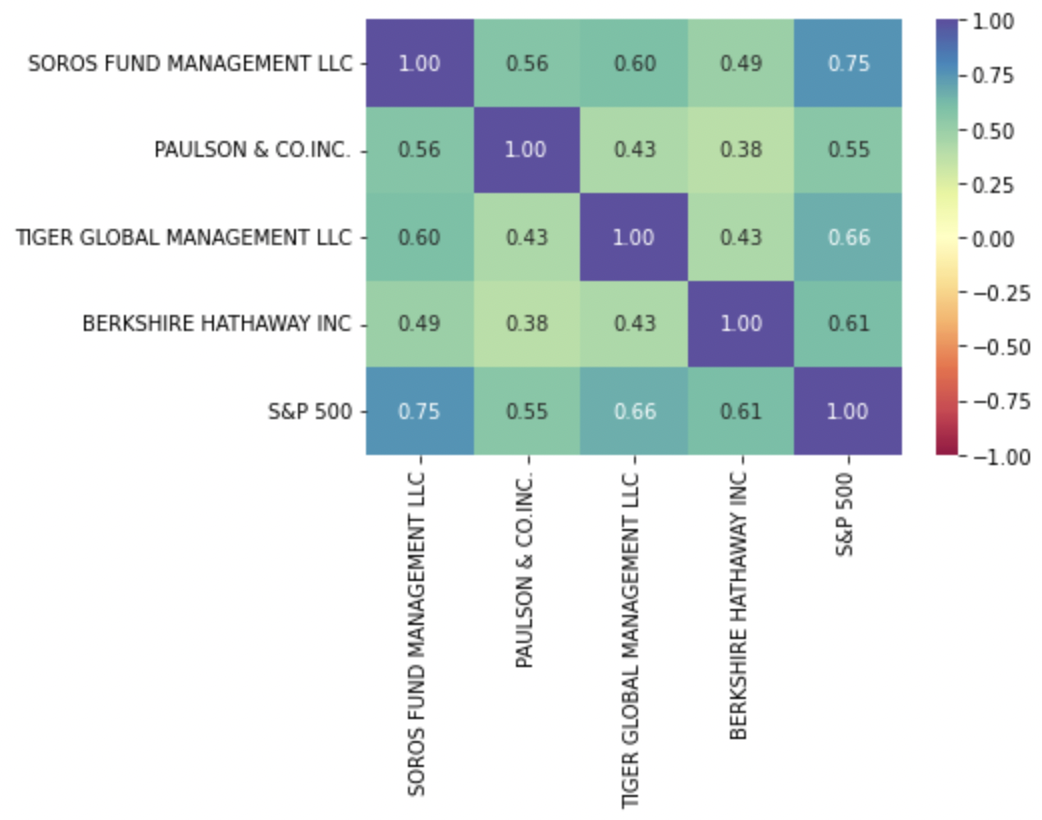 SOROS FUND MANAGEMENT LLC 1.00 0.56 0.60 0.49 0.75
PAULSON & CO.INC. 0.56 1.00 0.43 0.38 0.55
TIGER GLOBAL MANAGEMENT LLC 0.60 0.43 1.00 0.43 0.66
BERKSHIRE HATHAWAY INC 0.49 0.38 0.43 1.00 0.61
S&P 500 0.75 0.55 0.66 0.61 1.00
SOROS FUND MANAGEMENT LLC
PAULSON & CO.INC.
TIGER GLOBAL MANAGEMENT LLC
BERKSHIRE HATHAWAY INC
S&P 500
1.00
0.75
0.50
0.25
0.00
−0.25
−0.50
−0.75
−1.00